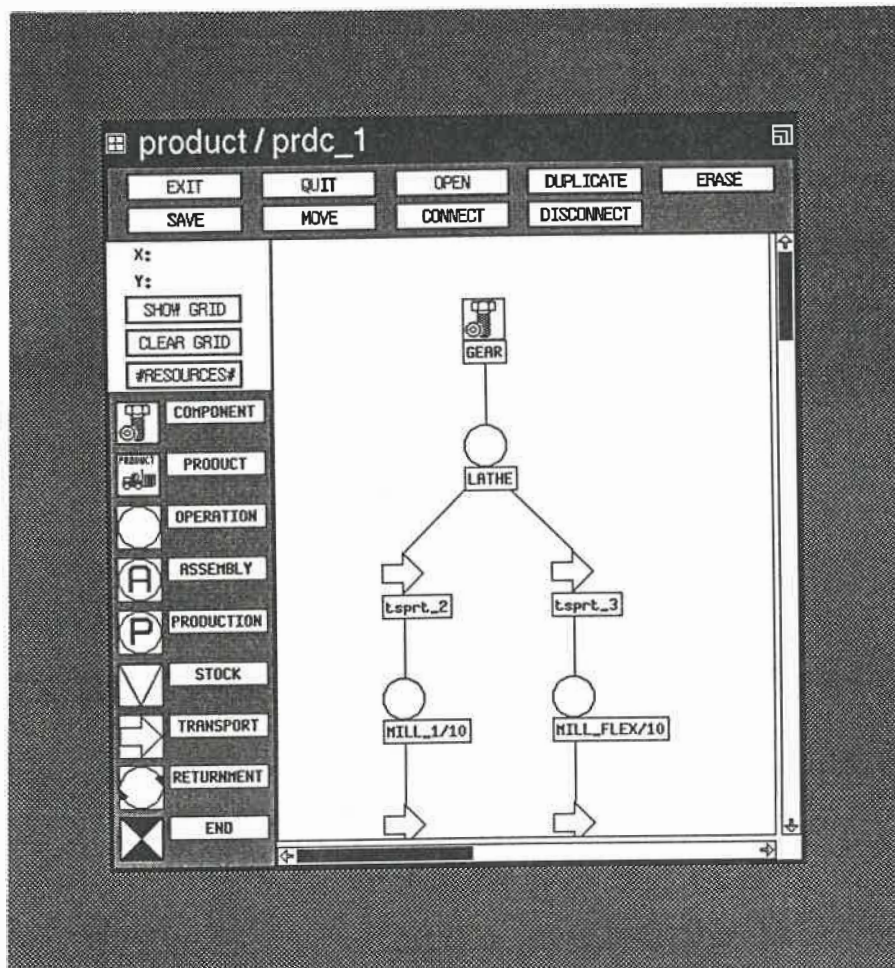 product / prdc_1
EXIT QUIT OPEN DUPLICATE ERASE
SAVE MOVE CONNECT DISCONNECT
X:
Y:
SHOW GRID
CLEAR GRID
#RESOURCES#
COMPONENT
PRODUCT PRODUCT
OPERATION
A ASSEMBLY
P PRODUCTION
STOCK
TRANSPORT
RETURNMENT
END
GEAR
LATHE
tsprt_2 tsprt_3
MILL_1/10 MILL_FLEX/10